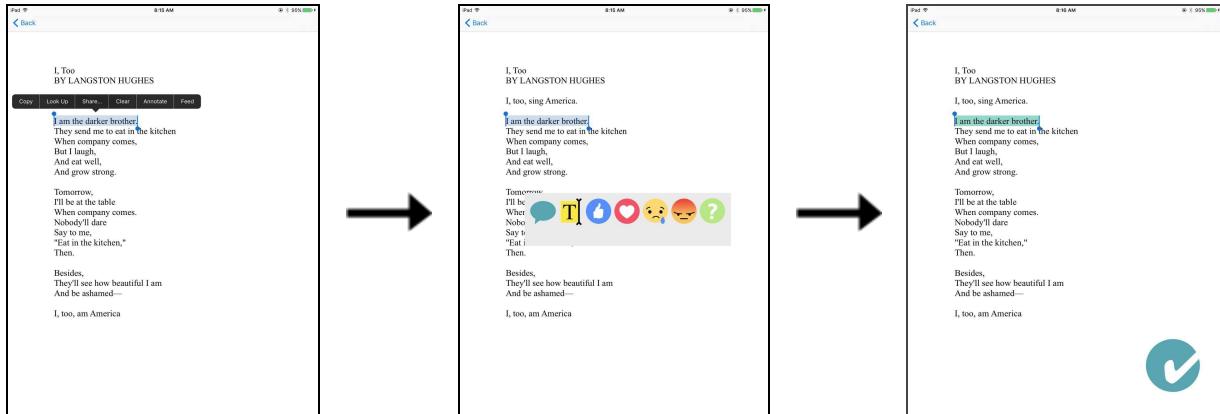 iPad 8:15 AM 95%
Back
I, Too
BY LANGSTON HUGHES
Copy Look Up Share... Clear Annotate Feed
I am the darker brother.
They send me to eat in the kitchen
When company comes,
But I laugh,
And eat well,
And grow strong.
Tomorrow,
I'll be at the table
When company comes.
Nobody'll dare
Say to me,
"Eat in the kitchen,"
Then.
Besides,
They'll see how beautiful I am
And be ashamed—
I, too, am America
iPad 8:15 AM 95%
Back
I, Too
BY LANGSTON HUGHES
I, too, sing America.
I am the darker brother.
They send me to eat in the kitchen
When company comes,
But I laugh,
And eat well,
And grow strong.
Tomorrow,
I'll be
T
?
Then.
Besides,
They'll see how beautiful I am
And be ashamed—
I, too, am America
iPad 8:16 AM 95%
Back
I, Too
BY LANGSTON HUGHES
I, too, sing America.
I am the darker brother.
They send me to eat in the kitchen
When company comes,
But I laugh,
And eat well,
And grow strong.
Tomorrow,
I'll be at the table
When company comes.
Nobody'll dare
Say to me,
"Eat in the kitchen,"
Then.
Besides,
They'll see how beautiful I am
And be ashamed—
I, too, am America